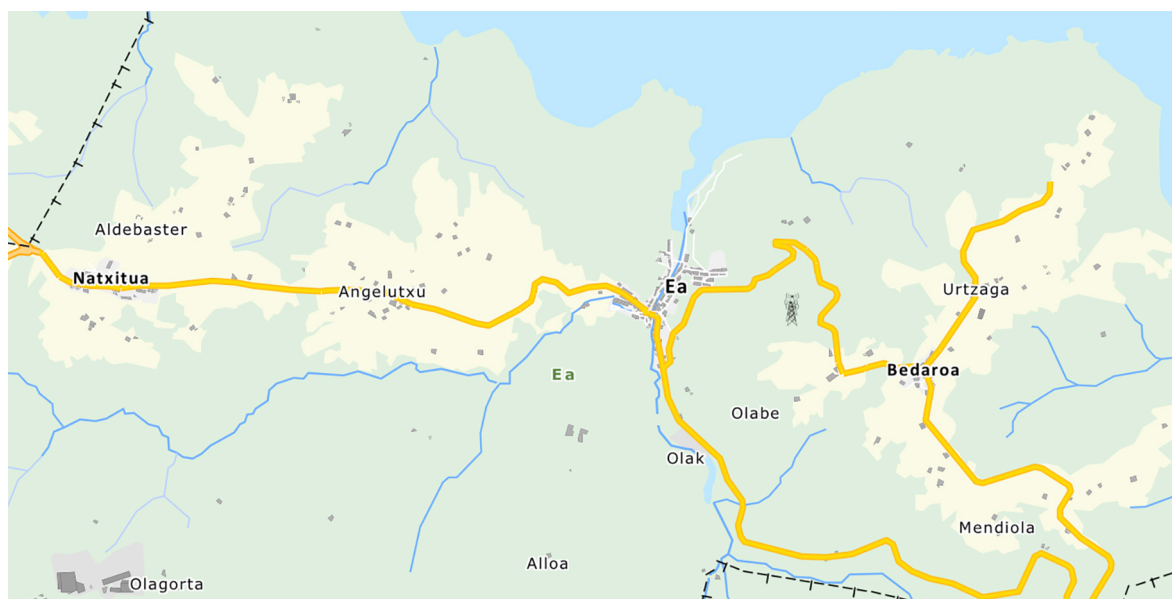 Aldebaster
Natxitua
Angelutxu
Ea
Urtzaga
Ea
Bedaroa
Olabe
Olak
Mendiola
Alloa
Olagorta